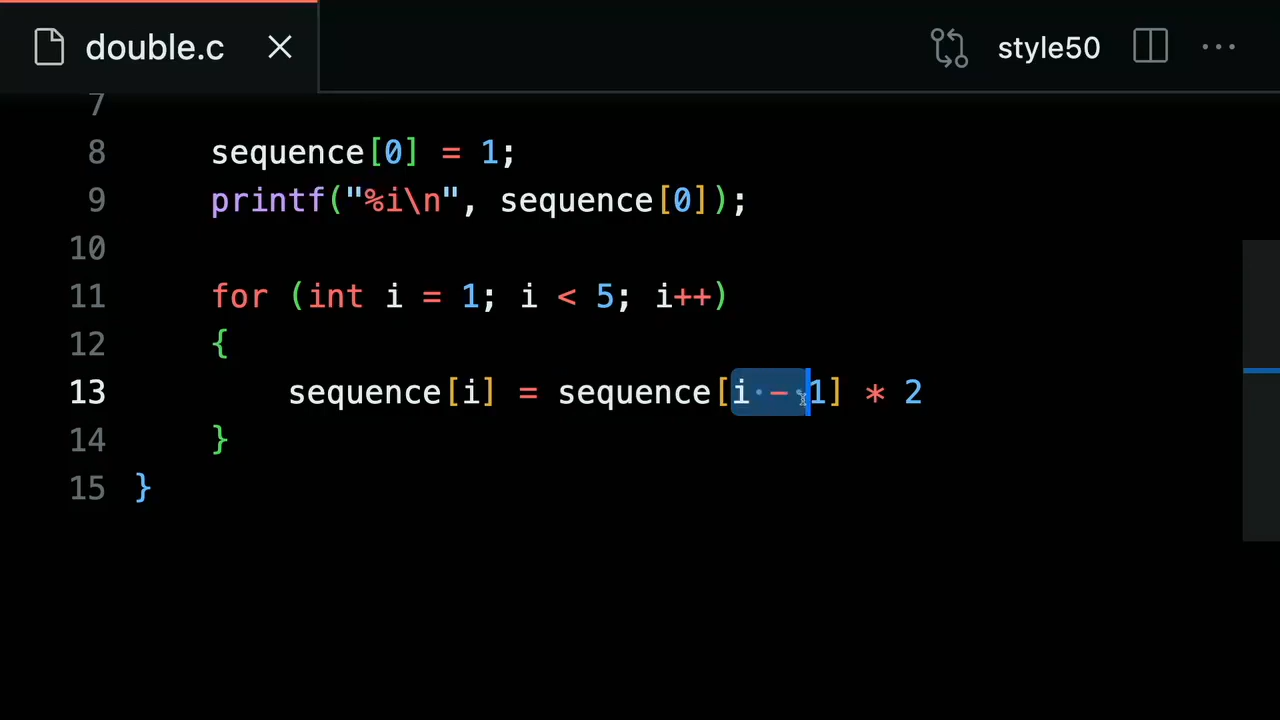 double.c
style50
7
8 sequence[0] = 1;
9 printf("%i\n", sequence[0]);
10
11 for (int i = 1; i < 5; i++)
12 {
13 sequence[i] = sequence[i - 1] * 2
14 }
15 }